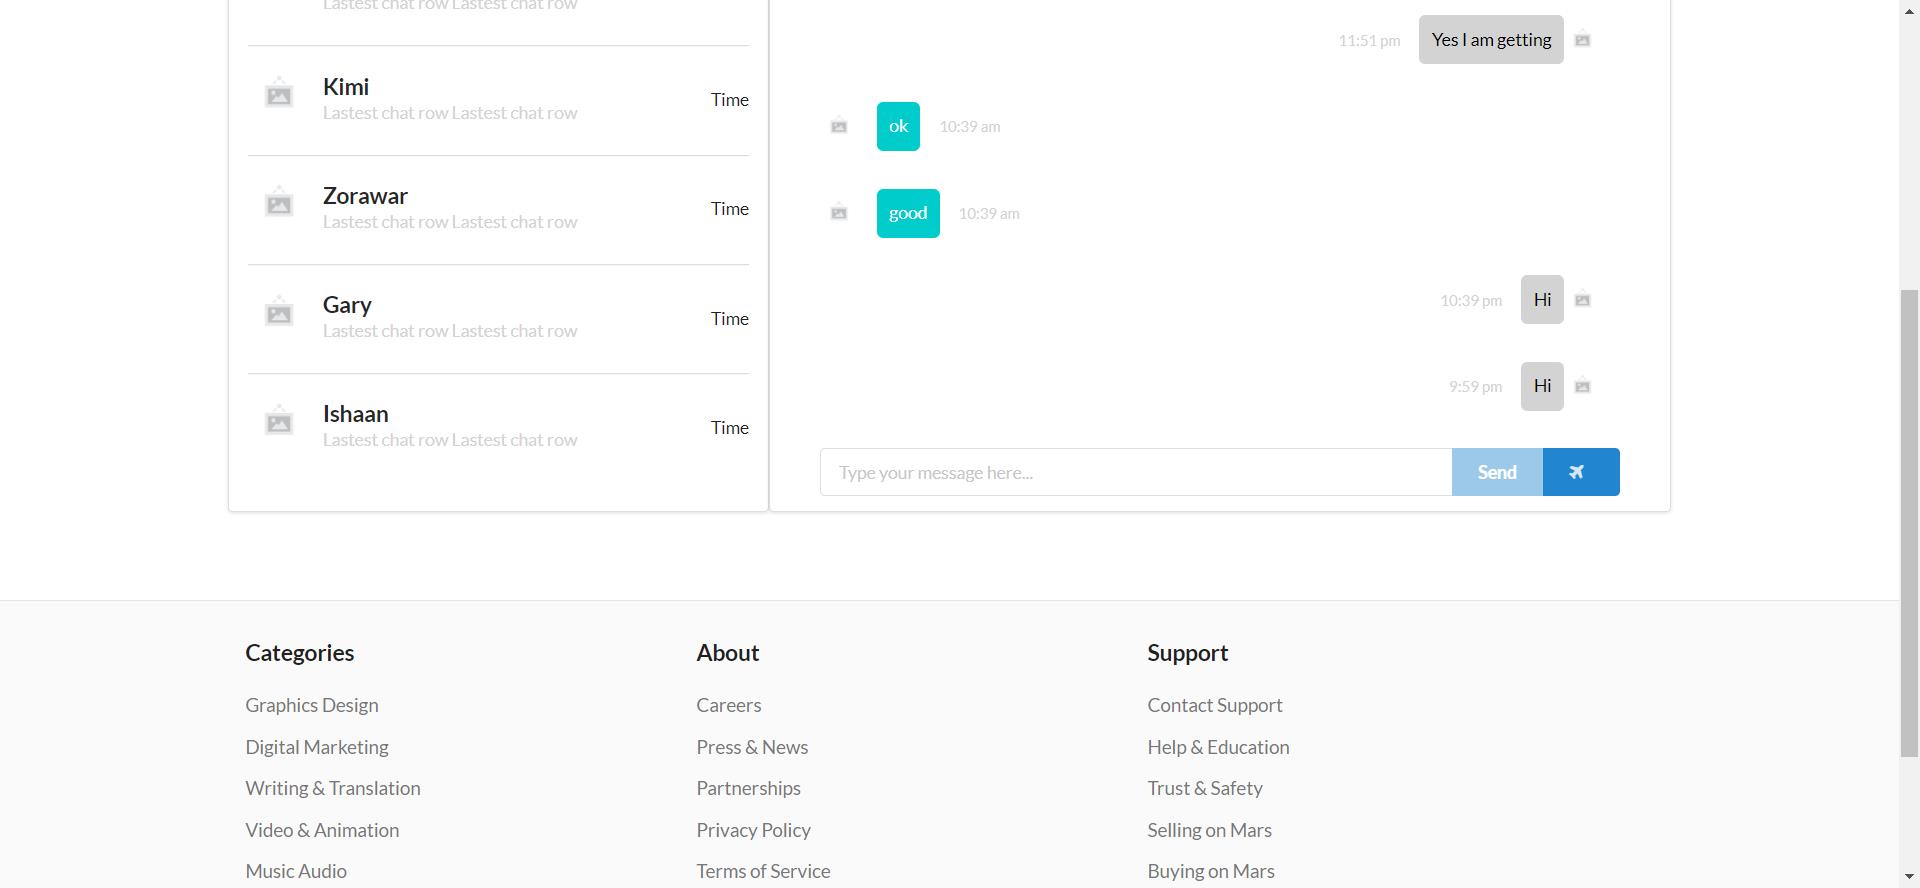 Lastest chat row Lastest chat row
Kimi
Lastest chat row Lastest chat row
Time
Zorawar
Lastest chat row Lastest chat row
Time
Gary
Lastest chat row Lastest chat row
Time
Ishaan
Lastest chat row Lastest chat row
Time
11:51 pm Yes I am getting
ok 10:39 am
good 10:39 am
10:39 pm Hi
9:59 pm Hi
Type your message here... Send
Categories
Graphics Design
Digital Marketing
Writing & Translation
Video & Animation
Music Audio
About
Careers
Press & News
Partnerships
Privacy Policy
Terms of Service
Support
Contact Support
Help & Education
Trust & Safety
Selling on Mars
Buying on Mars